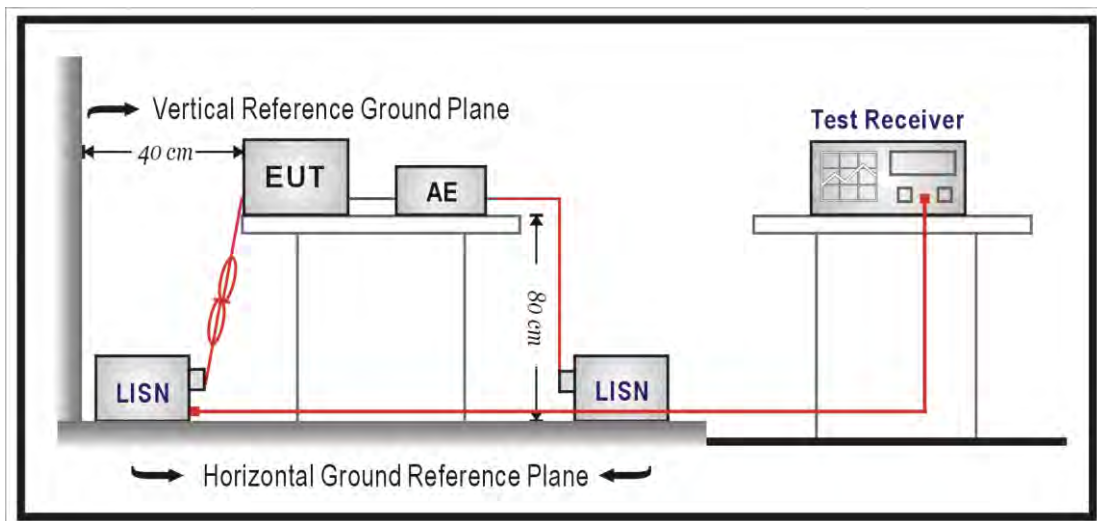 Vertical Reference Ground Plane
40 cm
EUT
AE
Test Receiver
80 cm
LISN
LISN
Horizontal Ground Reference Plane